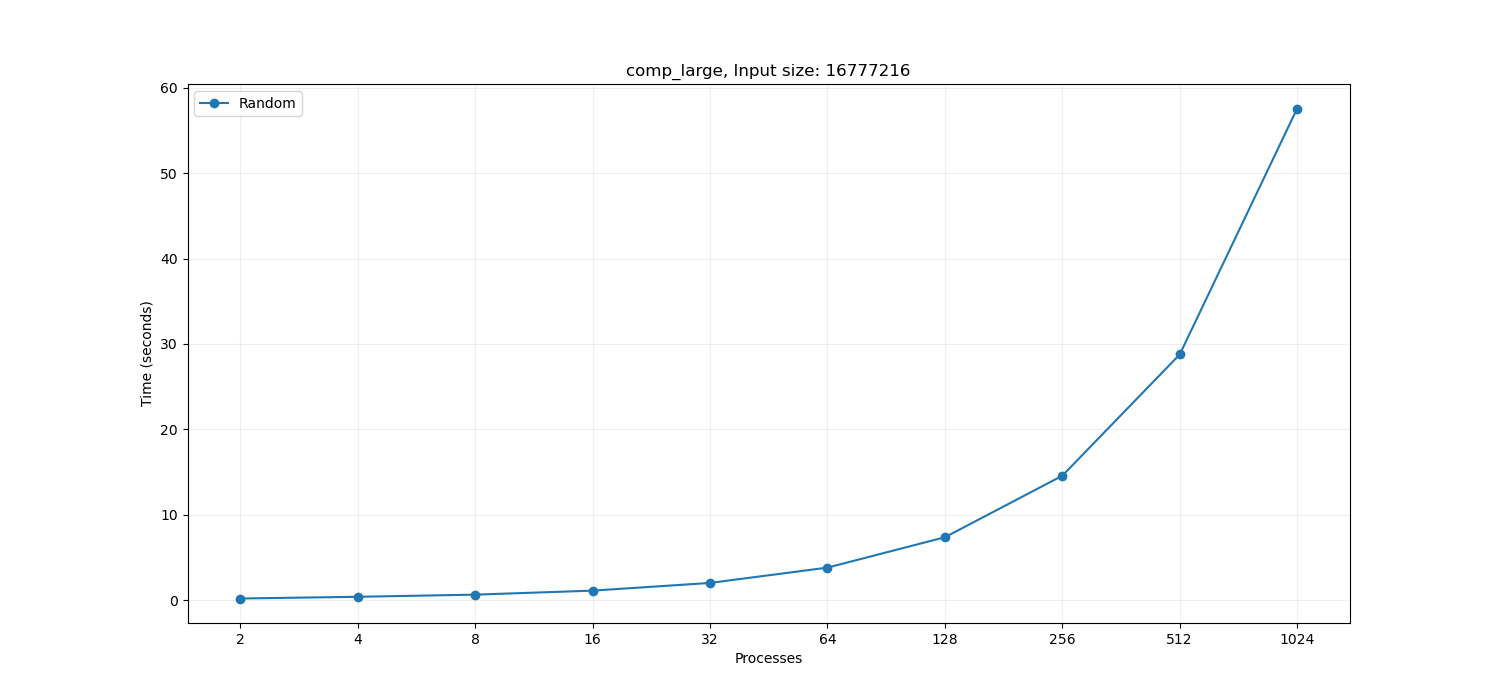 comp_large, Input size: 16777216
Random
60
50
40
30
20
10
0
Time (seconds)
2 4 8 16 32 64 128 256 512 1024
Processes